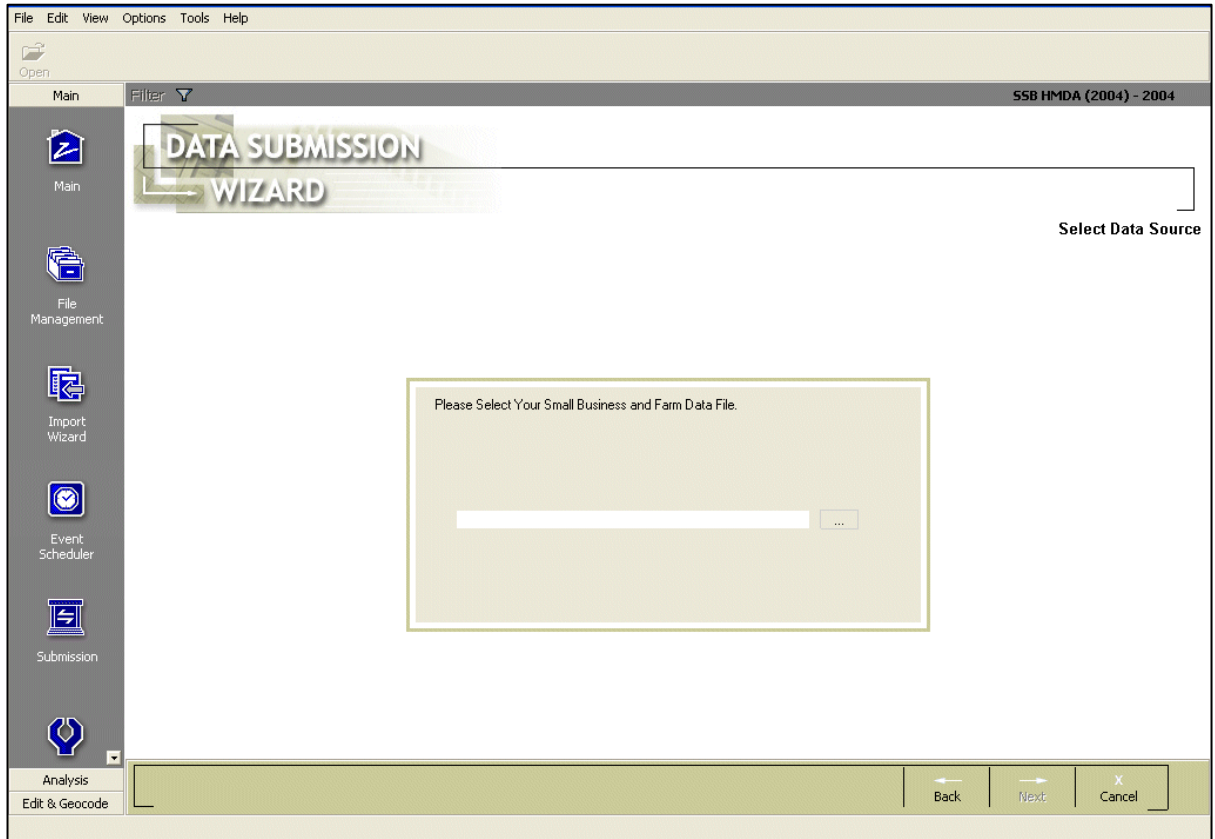 File Edit View Options Tools Help
Open
Main
Filter
SSB HMDA (2004) - 2004
DATA SUBMISSION
WIZARD
Select Data Source
Main
File
Management
Import
Wizard
Event
Scheduler
Submission
Please Select Your Small Business and Farm Data File.
...
Analysis
Edit & Geocode
Back
Next
X
Cancel